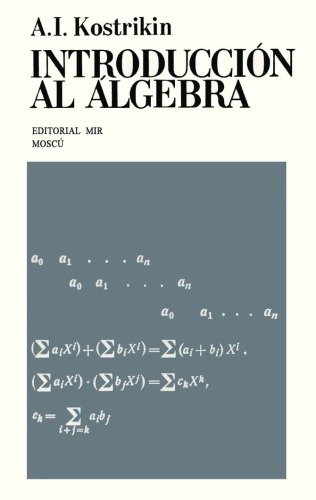 A.I. Kostrikin
INTRODUCCIÓN
AL ÁLGEBRA
EDITORIAL MIR
MOSCÚ
a₀ a₁ . . . aₙ
a₀ a₁ . . . aₙ
a₀ a₁ . . . aₙ
(∑ aᵢXⁱ) + (∑ bᵢXⁱ) = ∑ (aᵢ + bᵢ) Xⁱ.
(∑ aᵢXⁱ) · (∑ bⱼXʲ) = ∑ cₖXᵏ,
cₖ = ∑ aᵢbⱼ
i+j=k